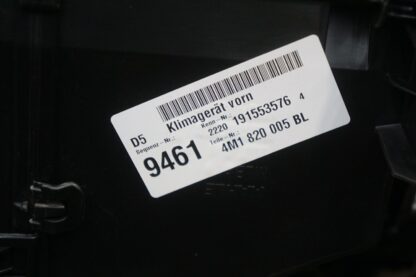 D5 Klimagerät vorn
Sequenz-Nr.: Kenn-Nr.: 2220 191553576 4
9461 Teile-Nr.: 4M1 820 005 BL